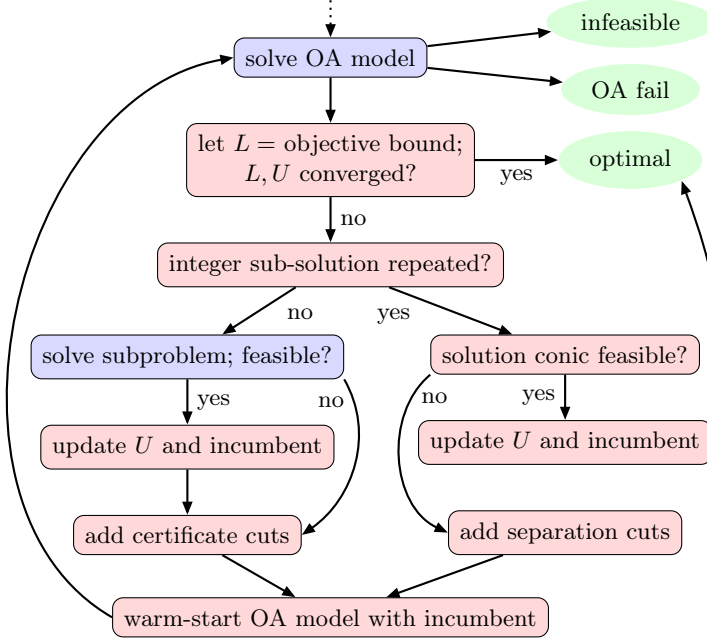 infeasible
solve OA model
OA fail
let L = objective bound;
L, U converged?
optimal
yes
no
integer sub-solution repeated?
no
yes
solve subproblem; feasible?
solution conic feasible?
yes
no
no
yes
update U and incumbent
update U and incumbent
add certificate cuts
add separation cuts
warm-start OA model with incumbent